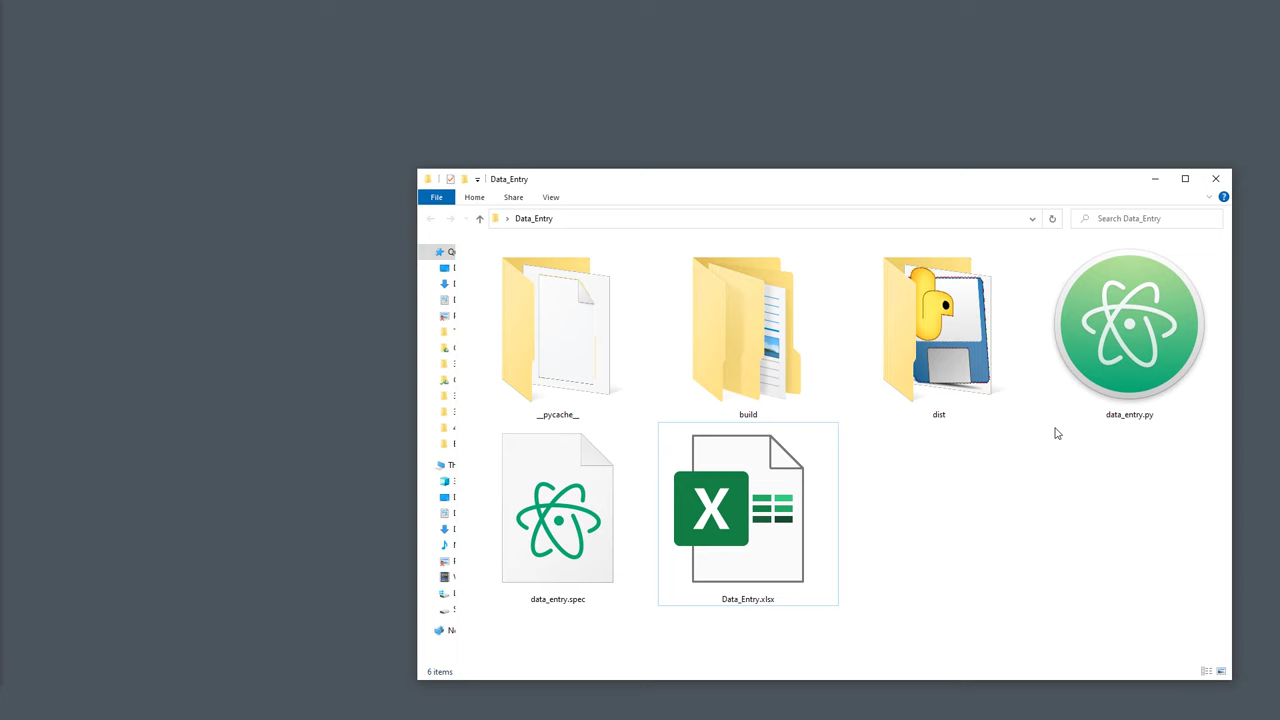 Data_Entry
File
Home
Share
View
Data_Entry
Search Data_Entry
__pycache__
build
dist
data_entry.py
data_entry.spec
Data_Entry.xlsx
6 items